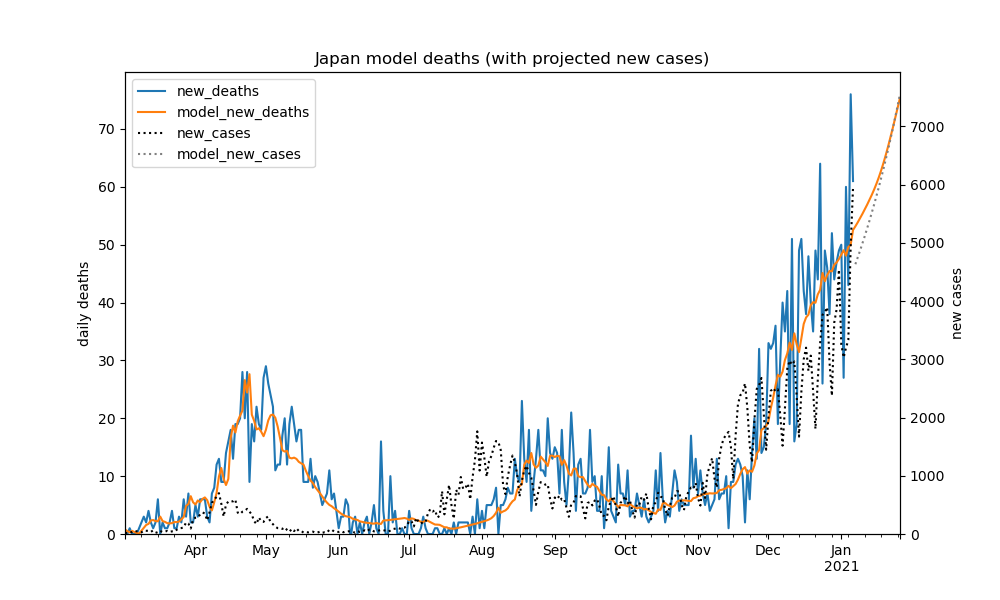 Japan model deaths (with projected new cases)
new_deaths
model_new_deaths
new_cases
model_new_cases
daily deaths
0
10
20
30
40
50
60
70
new cases
0
1000
2000
3000
4000
5000
6000
7000
Apr May Jun Jul Aug Sep Oct Nov Dec Jan
2021